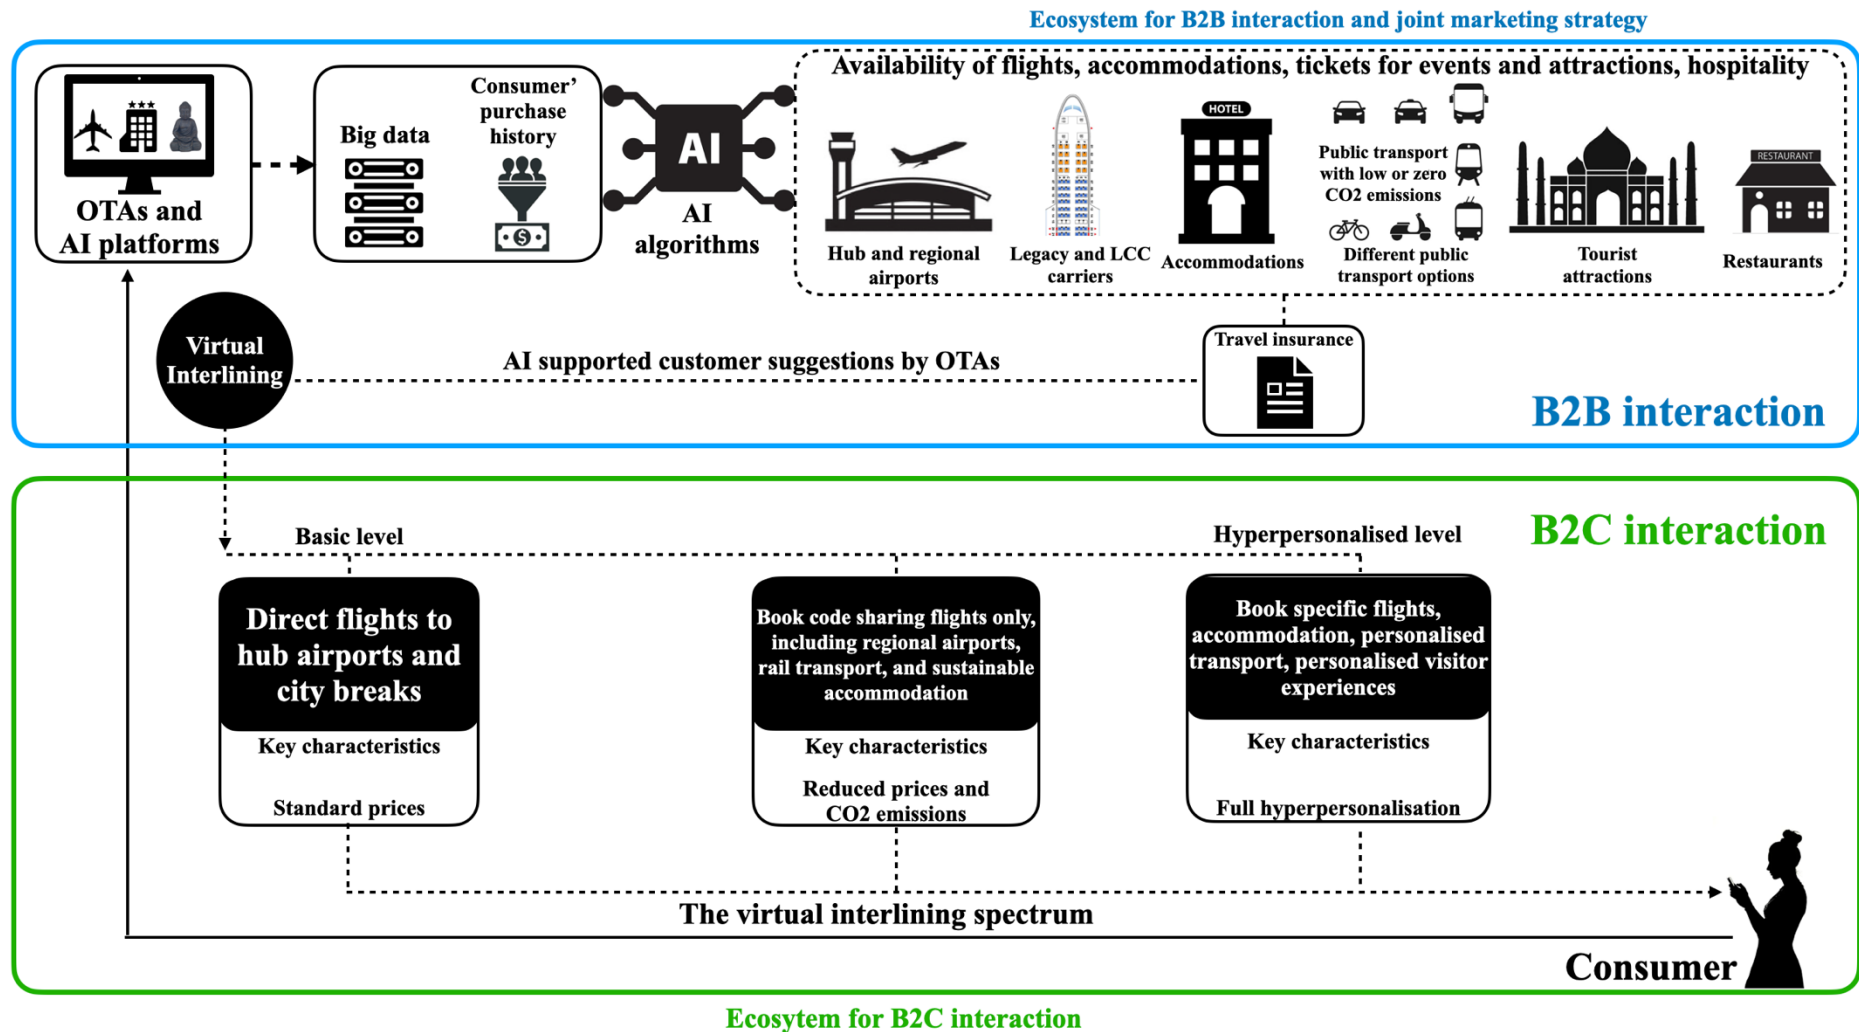 Ecosystem for B2B interaction and joint marketing strategy
Availability of flights, accommodations, tickets for events and attractions, hospitality
OTAs and
AI platforms
Big data
Consumer’
purchase
history
AI
AI
algorithms
Hub and regional
airports
Legacy and LCC
carriers
HOTEL
Accommodations
Public transport
with low or zero
CO2 emissions
Different public
transport options
Tourist
attractions
RESTAURANT
Restaurants
Travel insurance
Virtual
Interlining
AI supported customer suggestions by OTAs
B2B interaction
B2C interaction
Basic level
Hyperpersonalised level
Direct flights to
hub airports and
city breaks
Key characteristics
Standard prices
Book code sharing flights only,
including regional airports,
rail transport, and sustainable
accommodation
Key characteristics
Reduced prices and
CO2 emissions
Book specific flights,
accommodation, personalised
transport, personalised visitor
experiences
Key characteristics
Full hyperpersonalisation
The virtual interlining spectrum
Consumer
Ecosytem for B2C interaction